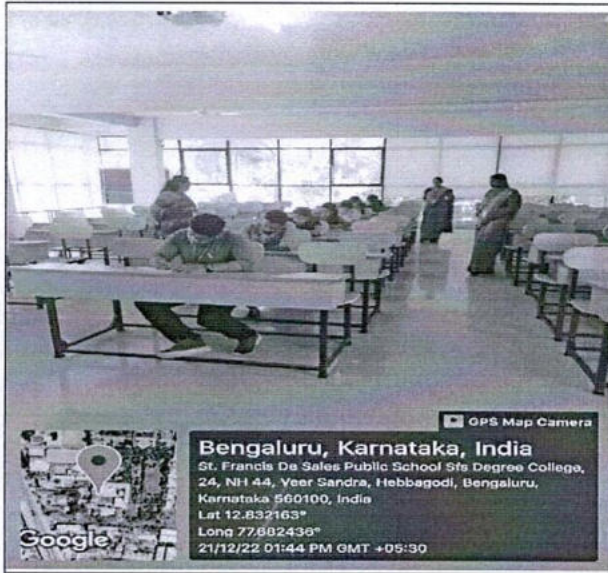 GPS Map Camera
Bengaluru, Karnataka, India
St. Francis De Sales Public School Sfs Degree College,
24, NH 44, Veer Sandra, Hebbagodi, Bengaluru,
Karnataka 560100, India
Lat 12.832163°
Long 77.682436°
21/12/22 01:44 PM GMT +05:30
Google